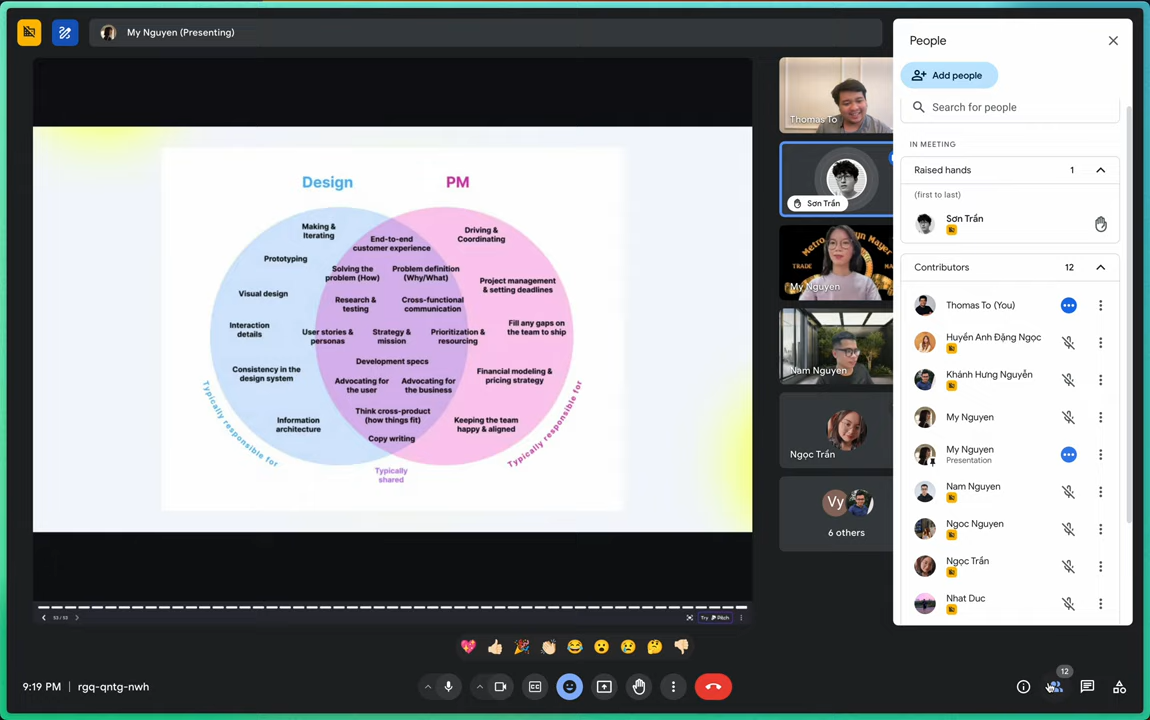 My Nguyen (Presenting)
Design
PM
Making &
Iterating
Prototyping
Visual design
Interaction
details
Consistency in the
design system
Information
architecture
Typically responsible for
End-to-end
customer experience
Solving the
problem (How)
Problem definition
(Why/What)
Research &
testing
Cross-functional
communication
User stories &
personas
Strategy &
mission
Prioritization &
resourcing
Development specs
Advocating for
the user
Advocating for
the business
Think cross-product
(how things fit)
Copy writing
Typically
shared
Driving &
Coordinating
Project management
& setting deadlines
Fill any gaps on
the team to ship
Financial modeling &
pricing strategy
Keeping the team
happy & aligned
Typically responsible for
53 / 53
Try Pitch
Thomas To
Sơn Trần
My Nguyen
Nam Nguyen
Ngọc Trần
Vy
6 others
People
Add people
Search for people
IN MEETING
Raised hands 1
(first to last)
Sơn Trần
Contributors 12
Thomas To (You)
Huyền Anh Đặng Ngọc
Khánh Hưng Nguyễn
My Nguyen
My Nguyen
Presentation
Nam Nguyen
Ngoc Nguyen
Ngọc Trần
Nhat Duc
9:19 PM | rgq-qntg-nwh
12